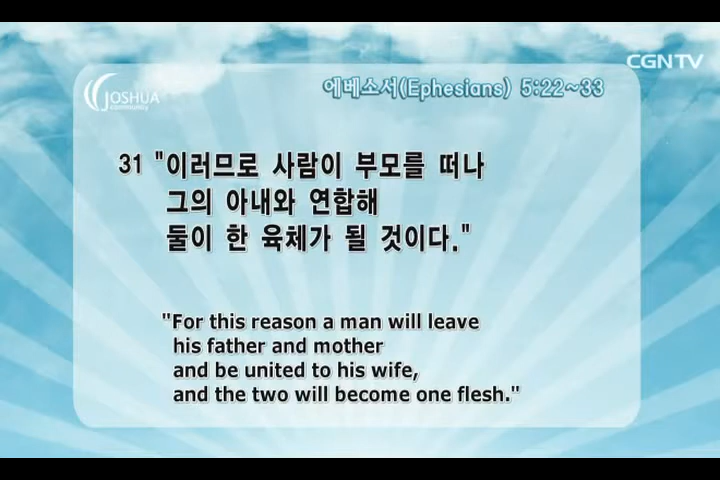 CGNTV
JOSHUA
community
에베소서(Ephesians) 5:22~33
31 "이러므로 사람이 부모를 떠나
그의 아내와 연합해
둘이 한 육체가 될 것이다."
"For this reason a man will leave
his father and mother
and be united to his wife,
and the two will become one flesh."